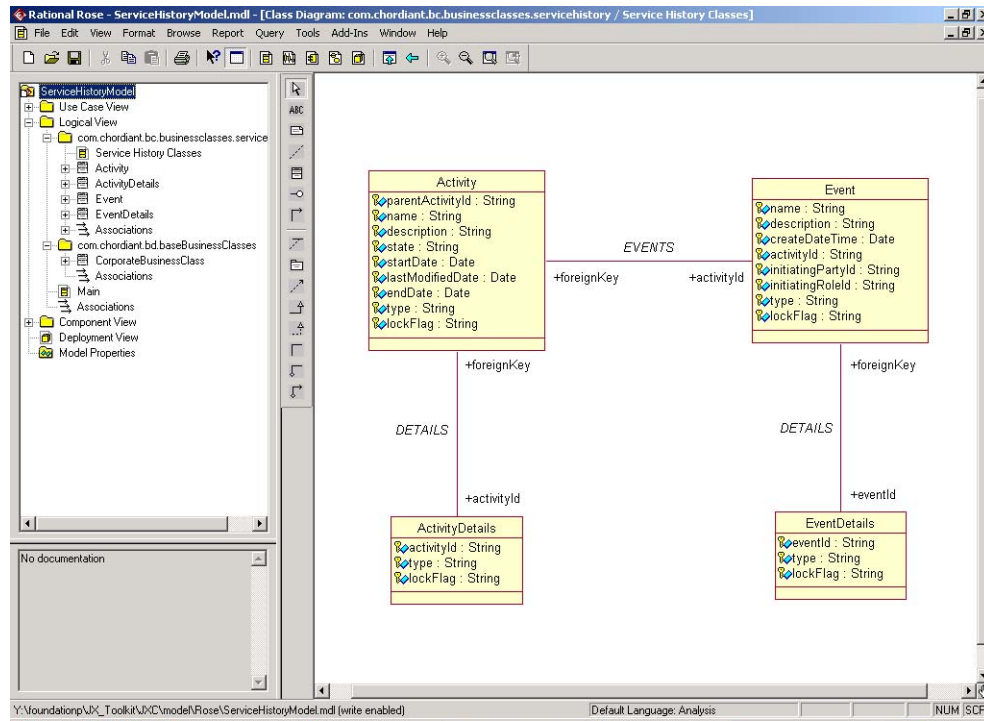 Rational Rose - ServiceHistoryModel.mdl - [Class Diagram: com.chordiant.bc.businessclasses.servicehistory / Service History Classes]
File Edit View Format Browse Report Query Tools Add-Ins Window Help
ServiceHistoryModel
Use Case View
Logical View
com.chordiant.bc.businessclasses.service
Service History Classes
Activity
ActivityDetails
Event
EventDetails
Associations
com.chordiant.bd.baseBusinessClasses
CorporateBusinessClass
Associations
Main
Associations
Component View
Deployment View
Model Properties
No documentation
ABC
Activity
parentActivityId : String
name : String
description : String
state : String
startDate : Date
lastModifiedDate : Date
endDate : Date
type : String
lockFlag : String
EVENTS
+foreignKey
+activityId
Event
name : String
description : String
createDateTime : Date
activityId : String
initiatingPartyId : String
initiatingRoleId : String
type : String
lockFlag : String
+foreignKey
DETAILS
+activityId
ActivityDetails
activityId : String
type : String
lockFlag : String
+foreignKey
DETAILS
+eventId
EventDetails
eventId : String
type : String
lockFlag : String
Y:\foundationp\JX_Toolkit\JXC\model\Rose\ServiceHistoryModel.mdl (write enabled)
Default Language: Analysis
NUM SCF